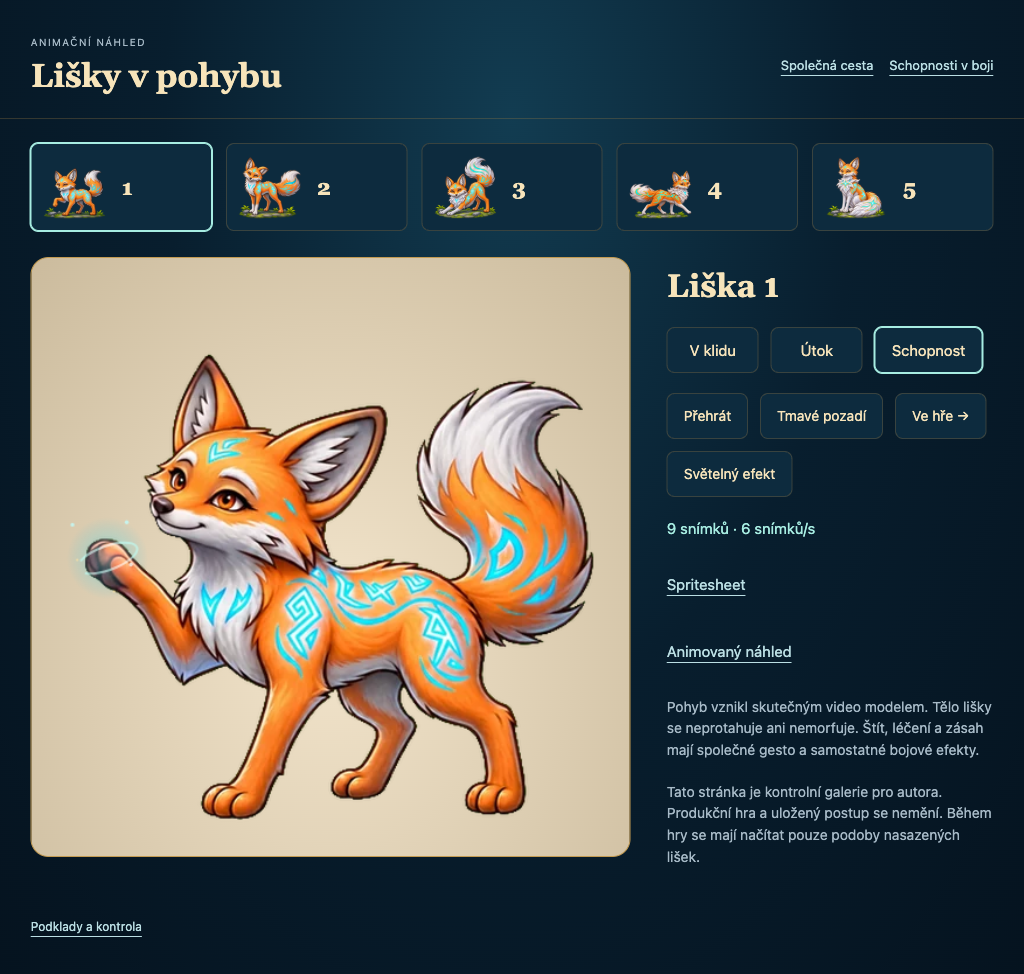 ANIMAČNÍ NÁHLED
Lišky v pohybu
Společná cesta
Schopnosti v boji
1
2
3
4
5
Liška 1
V klidu
Útok
Schopnost
Přehrát
Tmavé pozadí
Ve hře →
Světelný efekt
9 snímků · 6 snímků/s
Spritesheet
Animovaný náhled
Pohyb vznikl skutečným video modelem. Tělo lišky
se neprotahuje ani nemorfuje. Štít, léčení a zásah
mají společné gesto a samostatné bojové efekty.
Tato stránka je kontrolní galerie pro autora.
Produkční hra a uložený postup se nemění. Během
hry se mají načítat pouze podoby nasazených
lišek.
Podklady a kontrola